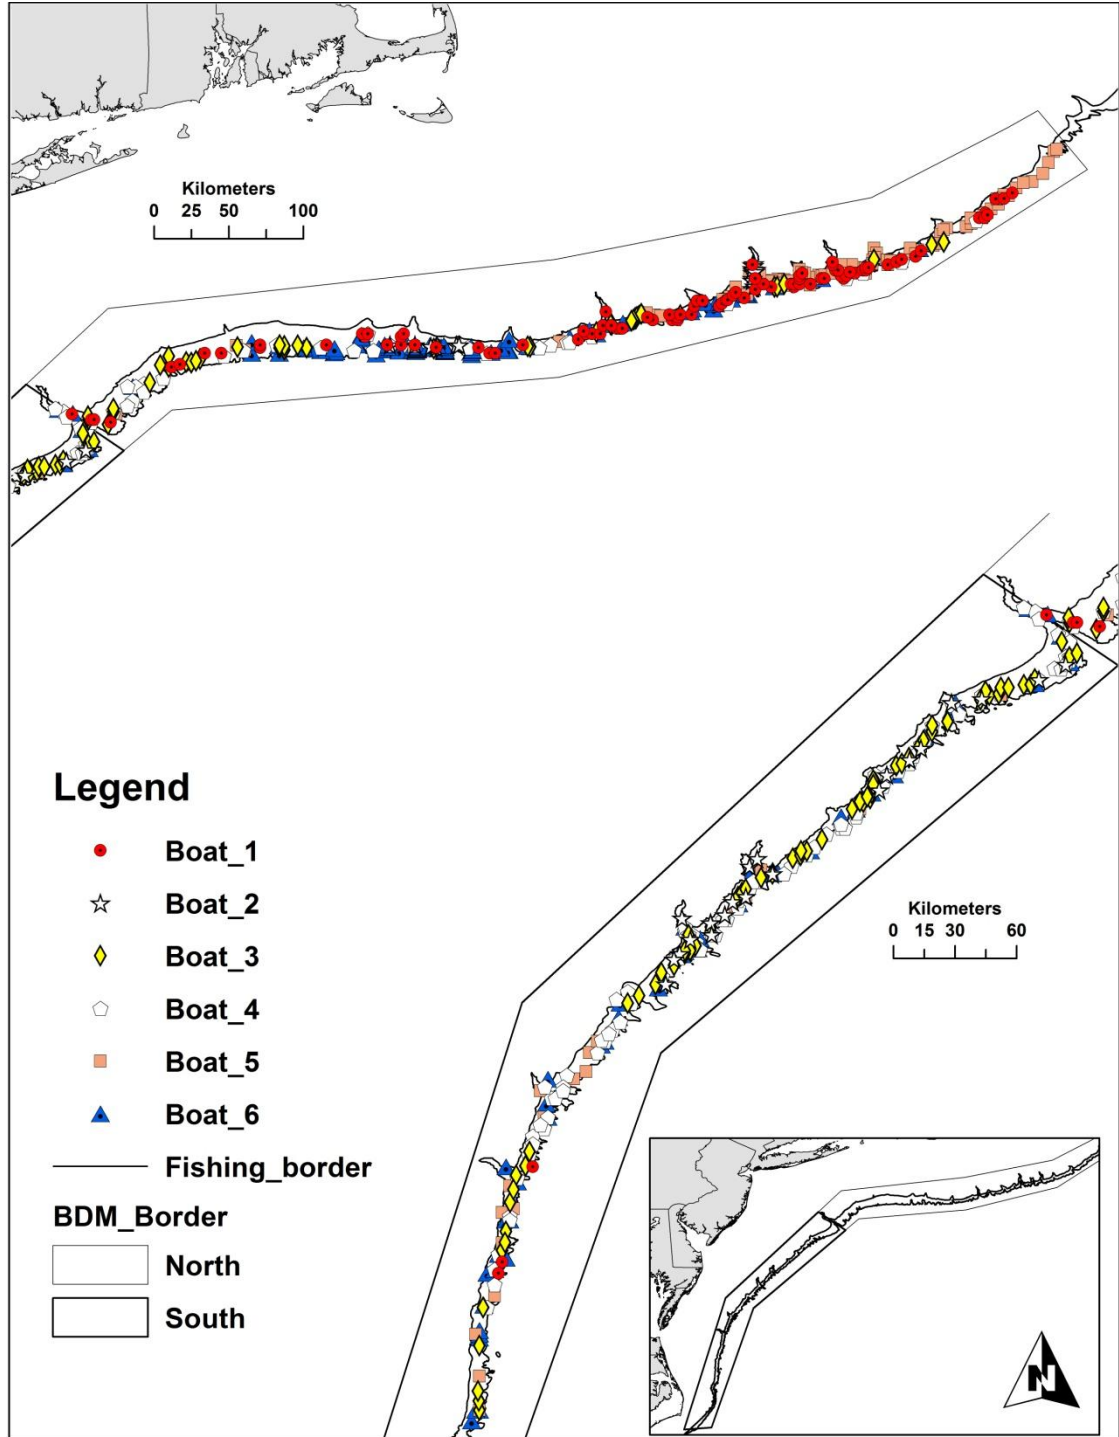 Kilometers
0 25 50 100
Kilometers
0 15 30 60
Legend
Boat_1
Boat_2
Boat_3
Boat_4
Boat_5
Boat_6
Fishing_border
BDM_Border
North
South
N